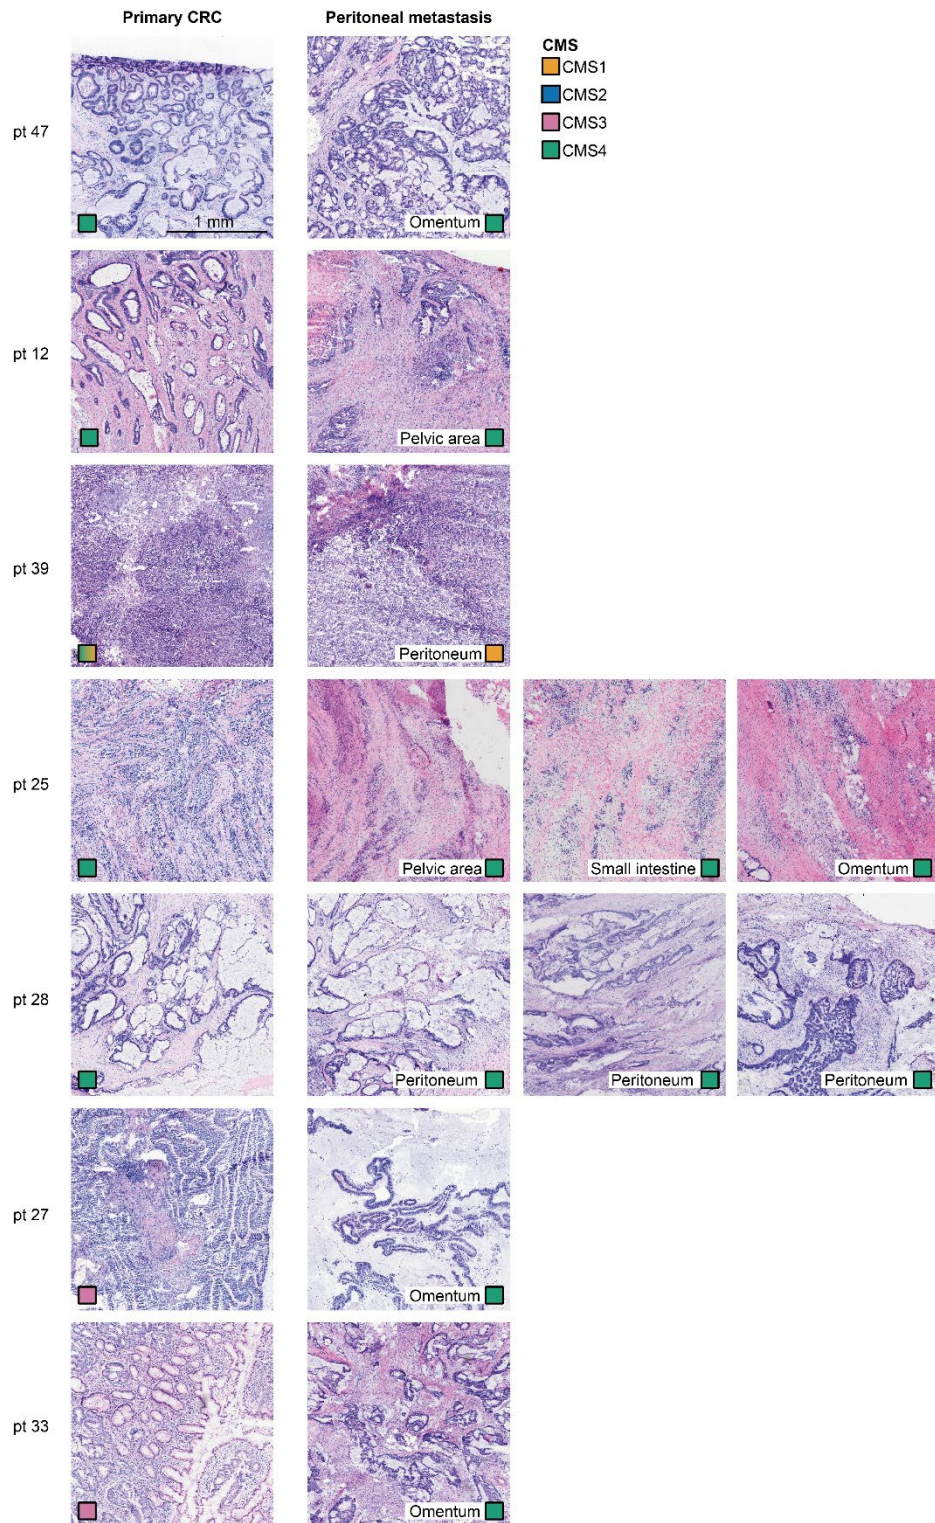 Primary CRC
Peritoneal metastasis
CMS
CMS1
CMS2
CMS3
CMS4
pt 47
1 mm
Omentum
pt 12
Pelvic area
pt 39
Peritoneum
pt 25
Pelvic area
Small intestine
Omentum
pt 28
Peritoneum
Peritoneum
Peritoneum
pt 27
Omentum
pt 33
Omentum